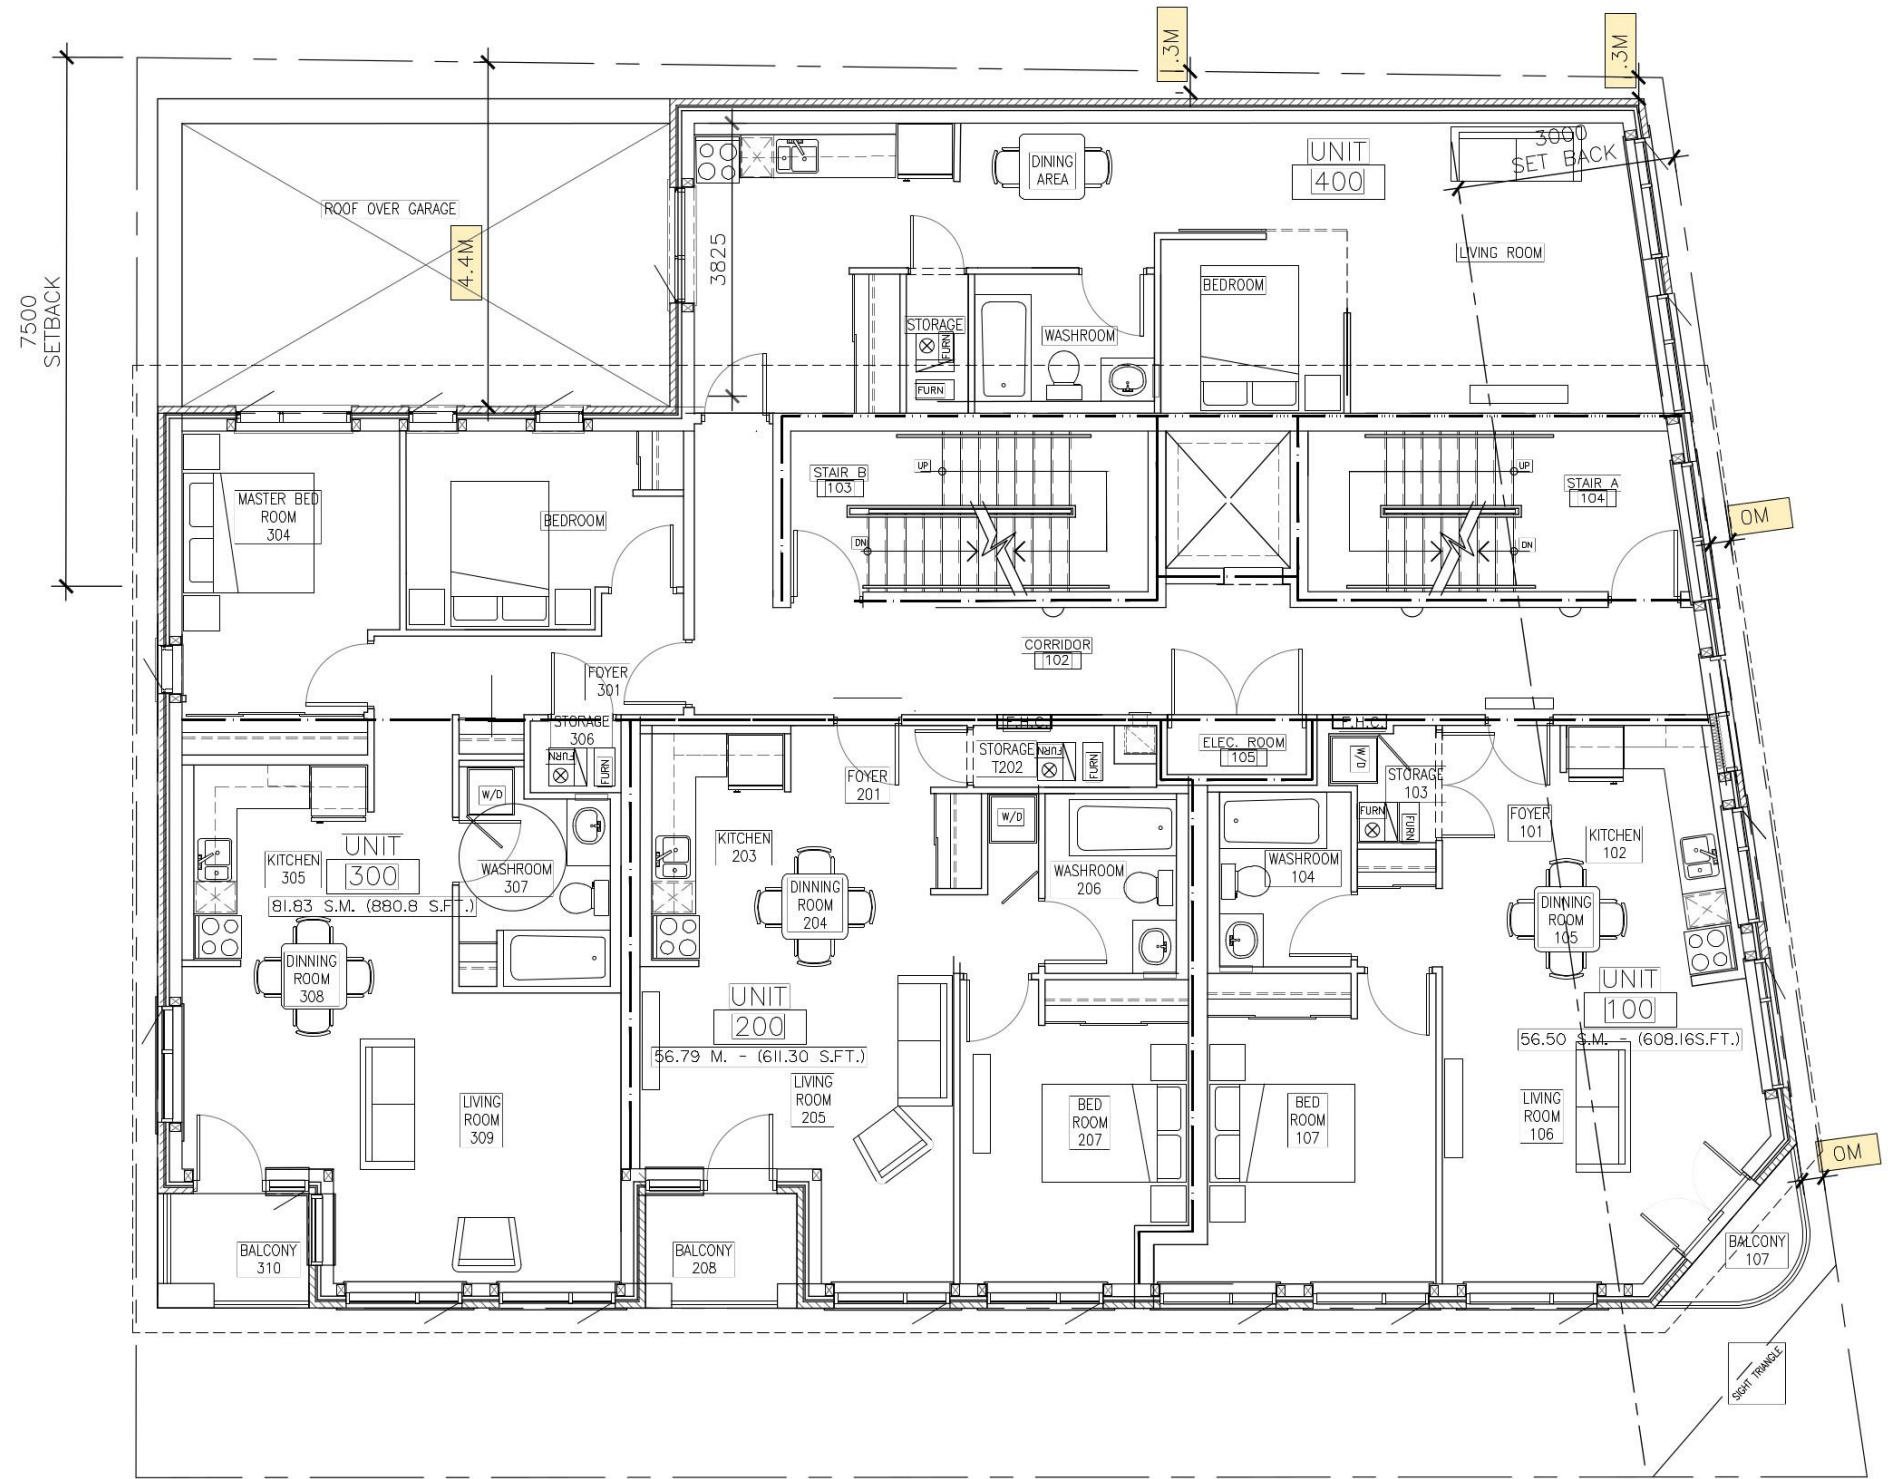 .3M
.3M
3000
SET BACK
UNIT
400
DINING
AREA
ROOF OVER GARAGE
4.4M
3825
LIVING ROOM
BEDROOM
7500
SETBACK
STORAGE
FURN
FURN
WASHROOM
STAIR B
103
UP
DN
UP
DN
STAIR A
104
0M
MASTER BED
ROOM
304
BEDROOM
CORRIDOR
102
FOYER
301
STORAGE
306
FURN
FURN
F.H.C.
STORAGE
T202
FURN
FURN
ELEC. ROOM
105
F.H.C.
W/D
STORAGE
103
FURN
FURN
FOYER
201
FOYER
101
W/D
W/D
KITCHEN
203
KITCHEN
102
UNIT
300
81.83 S.M. (880.8 S.FT.)
KITCHEN
305
WASHROOM
307
DINNING
ROOM
204
WASHROOM
206
WASHROOM
104
DINNING
ROOM
105
DINNING
ROOM
308
UNIT
200
56.79 M. - (611.30 S.FT.)
UNIT
100
56.50 S.M. - (608.16S.FT.)
LIVING
ROOM
309
LIVING
ROOM
205
BED
ROOM
207
BED
ROOM
107
LIVING
ROOM
106
0M
BALCONY
310
BALCONY
208
BALCONY
107
SIGHT TRIANGLE